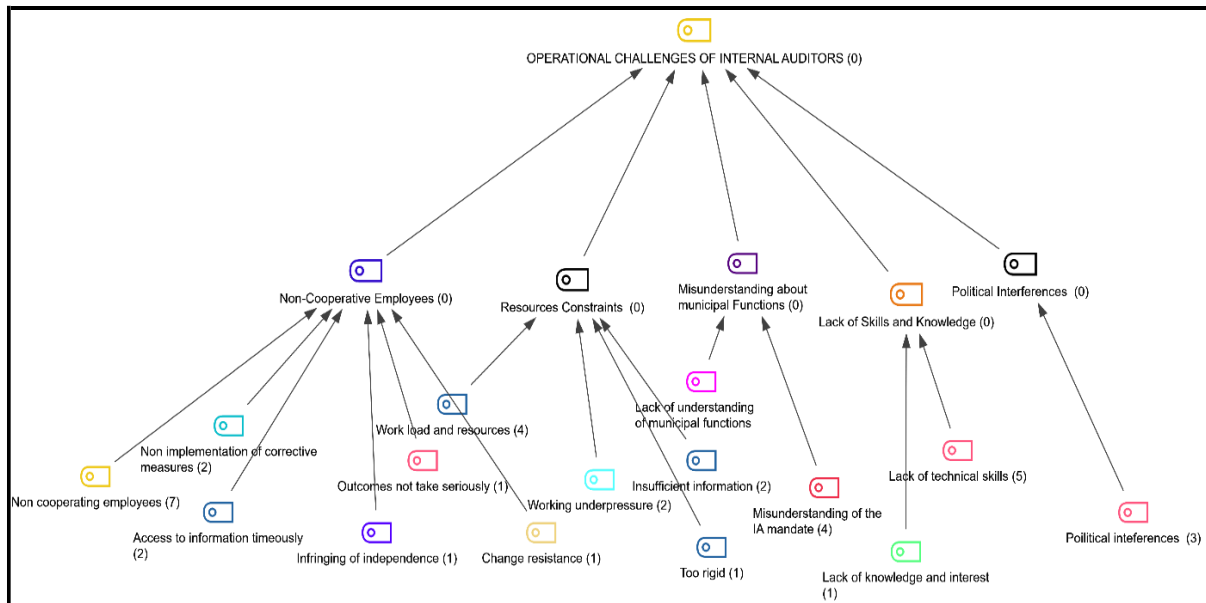 OPERATIONAL CHALLENGES OF INTERNAL AUDITORS (0)
Non-Cooperative Employees (0)
Resources Constraints  (0)
Misunderstanding about
municipal Functions (0)
Lack of Skills and Knowledge (0)
Political Interferences  (0)
Non cooperating employees (7)
Non implementation of corrective
measures (2)
Access to information timeously
(2)
Infringing of independence (1)
Outcomes not take seriously (1)
Change resistance (1)
Work load and resources (4)
Working underpressure (2)
Too rigid (1)
Insufficient information (2)
Lack of understanding
of municipal functions
Misunderstanding of the
IA mandate (4)
Lack of knowledge and interest
(1)
Lack of technical skills (5)
Poilitical inteferences  (3)